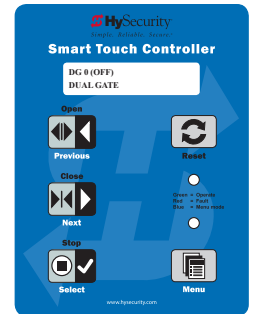 HySecurity
Simple. Reliable. Secure.
Smart Touch Controller
DG 0 (OFF)
DUAL GATE
Open
Previous
Reset
Close
Next
Green = Operate
Red = Fault
Blue = Menu mode
Stop
Select
Menu
www.hysecurity.com